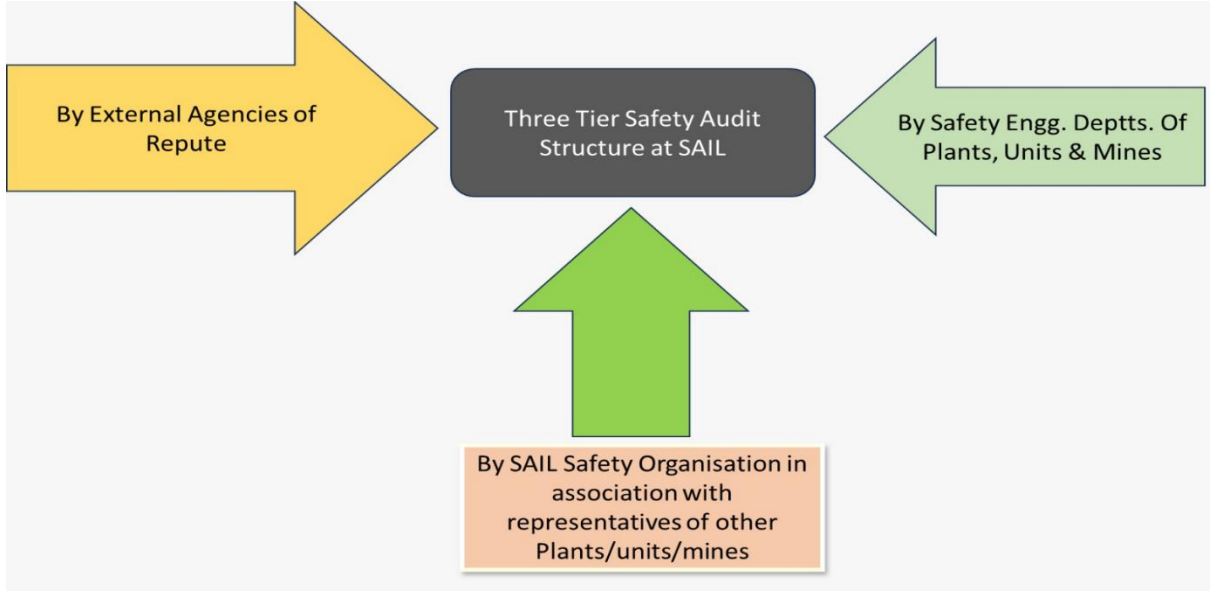 By External Agencies of
Repute
Three Tier Safety Audit
Structure at SAIL
By Safety Engg. Deptts. Of
Plants, Units & Mines
By SAIL Safety Organisation in
association with
representatives of other
Plants/units/mines